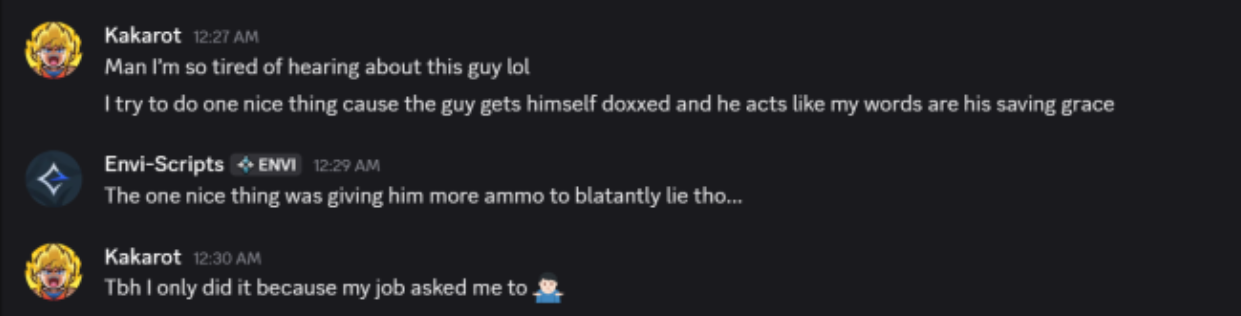 Kakarot 12:27 AM
Man I'm so tired of hearing about this guy lol
I try to do one nice thing cause the guy gets himself doxxed and he acts like my words are his saving grace
Envi-Scripts ENVI 12:29 AM
The one nice thing was giving him more ammo to blatantly lie tho...
Kakarot 12:30 AM
Tbh I only did it because my job asked me to 🤷🏻‍♂️